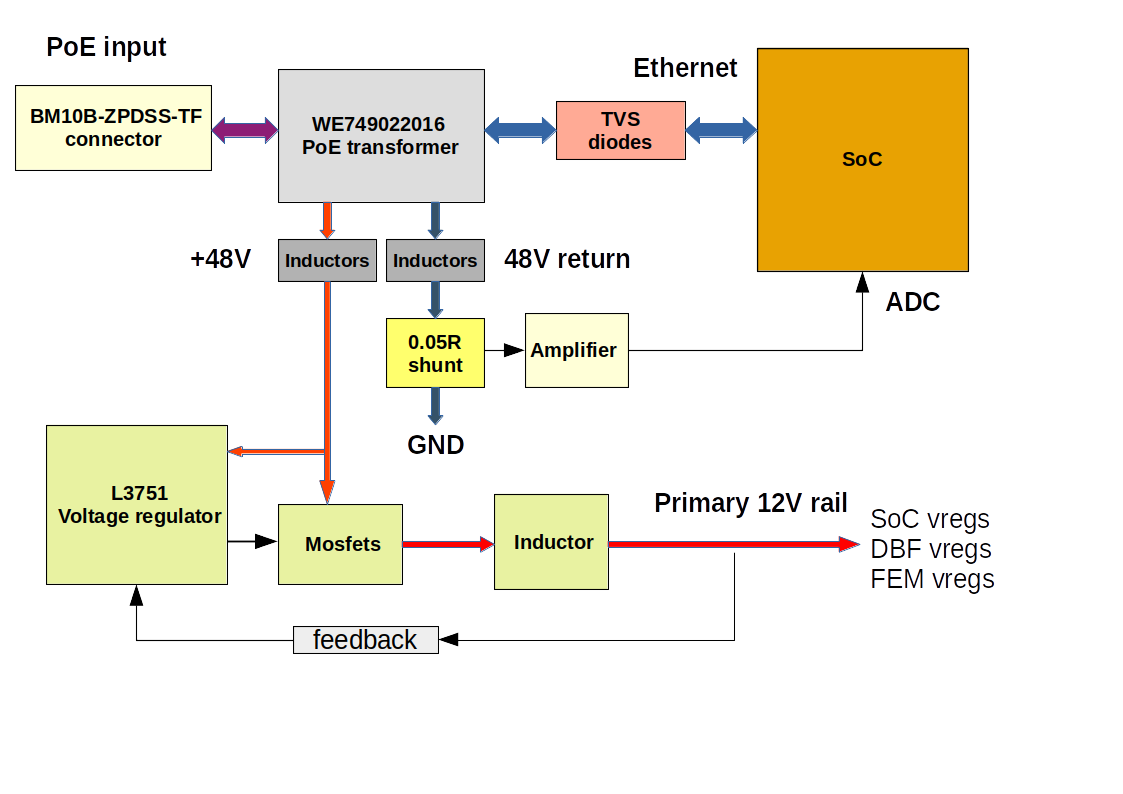 PoE input
BM10B-ZPDSS-TF
connector
WE749022016
PoE transformer
Ethernet
TVS
diodes
SoC
+48V
Inductors
Inductors
48V return
ADC
0.05R
shunt
Amplifier
GND
L3751
Voltage regulator
Mosfets
Inductor
Primary 12V rail
SoC vregs
DBF vregs
FEM vregs
feedback